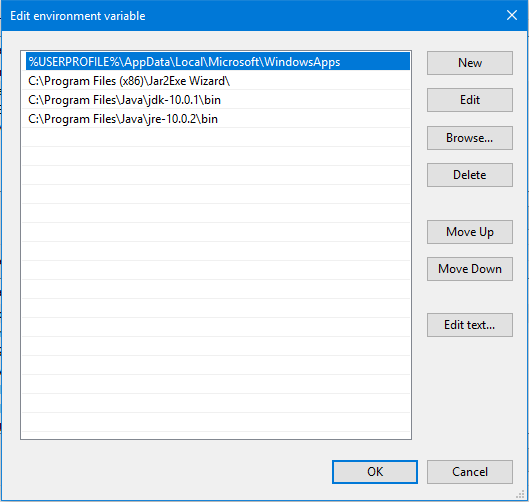 Edit environment variable
%USERPROFILE%\AppData\Local\Microsoft\WindowsApps
C:\Program Files (x86)\Jar2Exe Wizard\
C:\Program Files\Java\jdk-10.0.1\bin
C:\Program Files\Java\jre-10.0.2\bin
New
Edit
Browse...
Delete
Move Up
Move Down
Edit text...
OK
Cancel